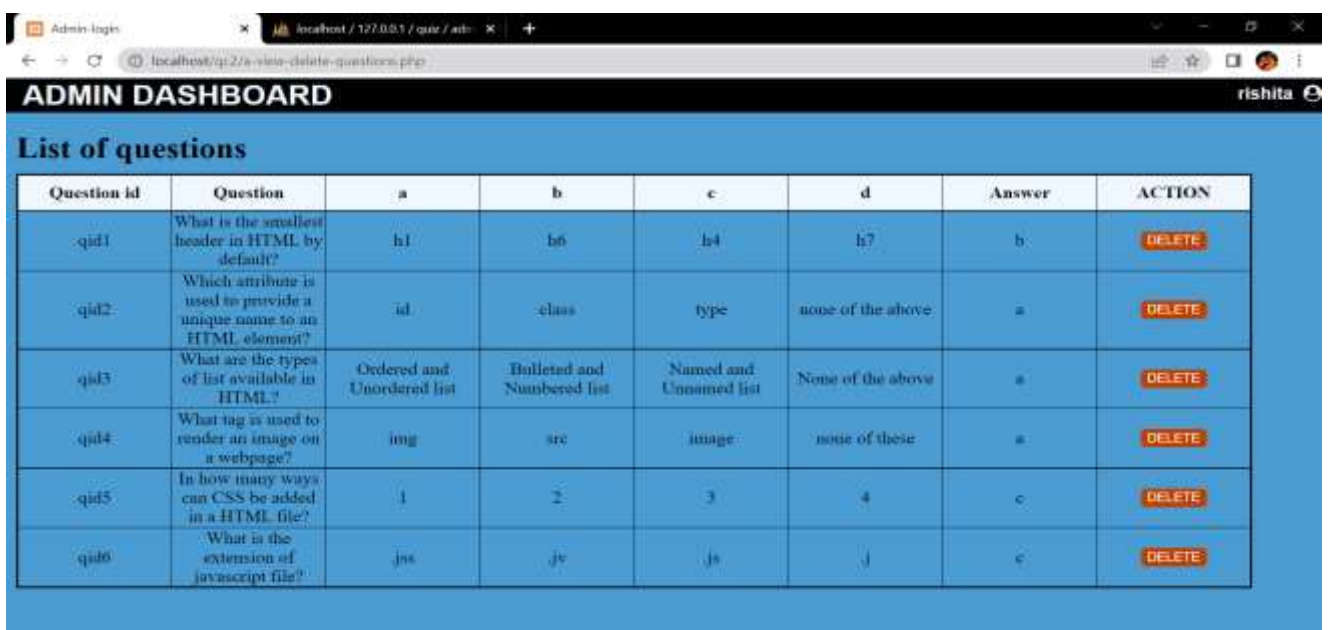 Admin-login
localhost / 127.0.0.1 / quiz / adm
localhost/qc2/a-view-delete-questions.php
ADMIN DASHBOARD
rishita
List of questions
Question id Question a b c d Answer ACTION
What is the smallest
qid1 header in HTML by h1 h6 h4 h7 b DELETE
default?
Which attribute is
used to provide a
qid2 unique name to an id class type none of the above a DELETE
HTML element?
What are the types
qid3 of list available in Ordered and Bulleted and Named and None of the above a DELETE
HTML? Unordered list Numbered list Unnamed list
What tag is used to
qid4 render an image on img src image none of these a DELETE
a webpage?
In how many ways
qid5 can CSS be added 1 2 3 4 c DELETE
in a HTML file?
What is the
qid6 extension of .jss .jv .js .j c DELETE
javascript file?